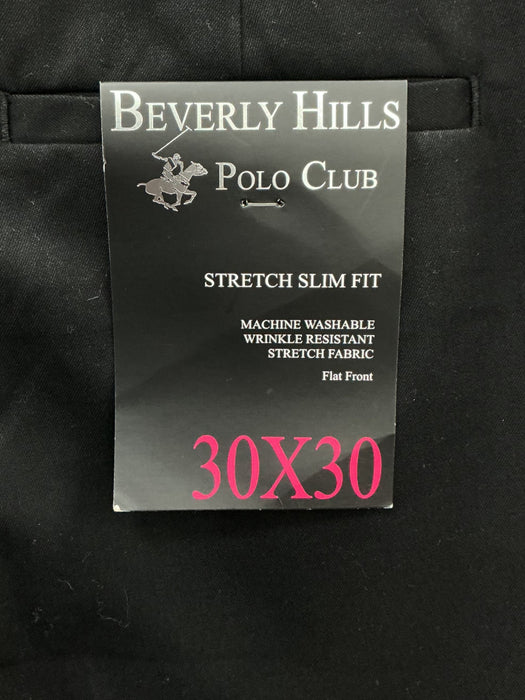 BEVERLY HILLS
POLO CLUB
STRETCH SLIM FIT
MACHINE WASHABLE
WRINKLE RESISTANT
STRETCH FABRIC
Flat Front
30X30